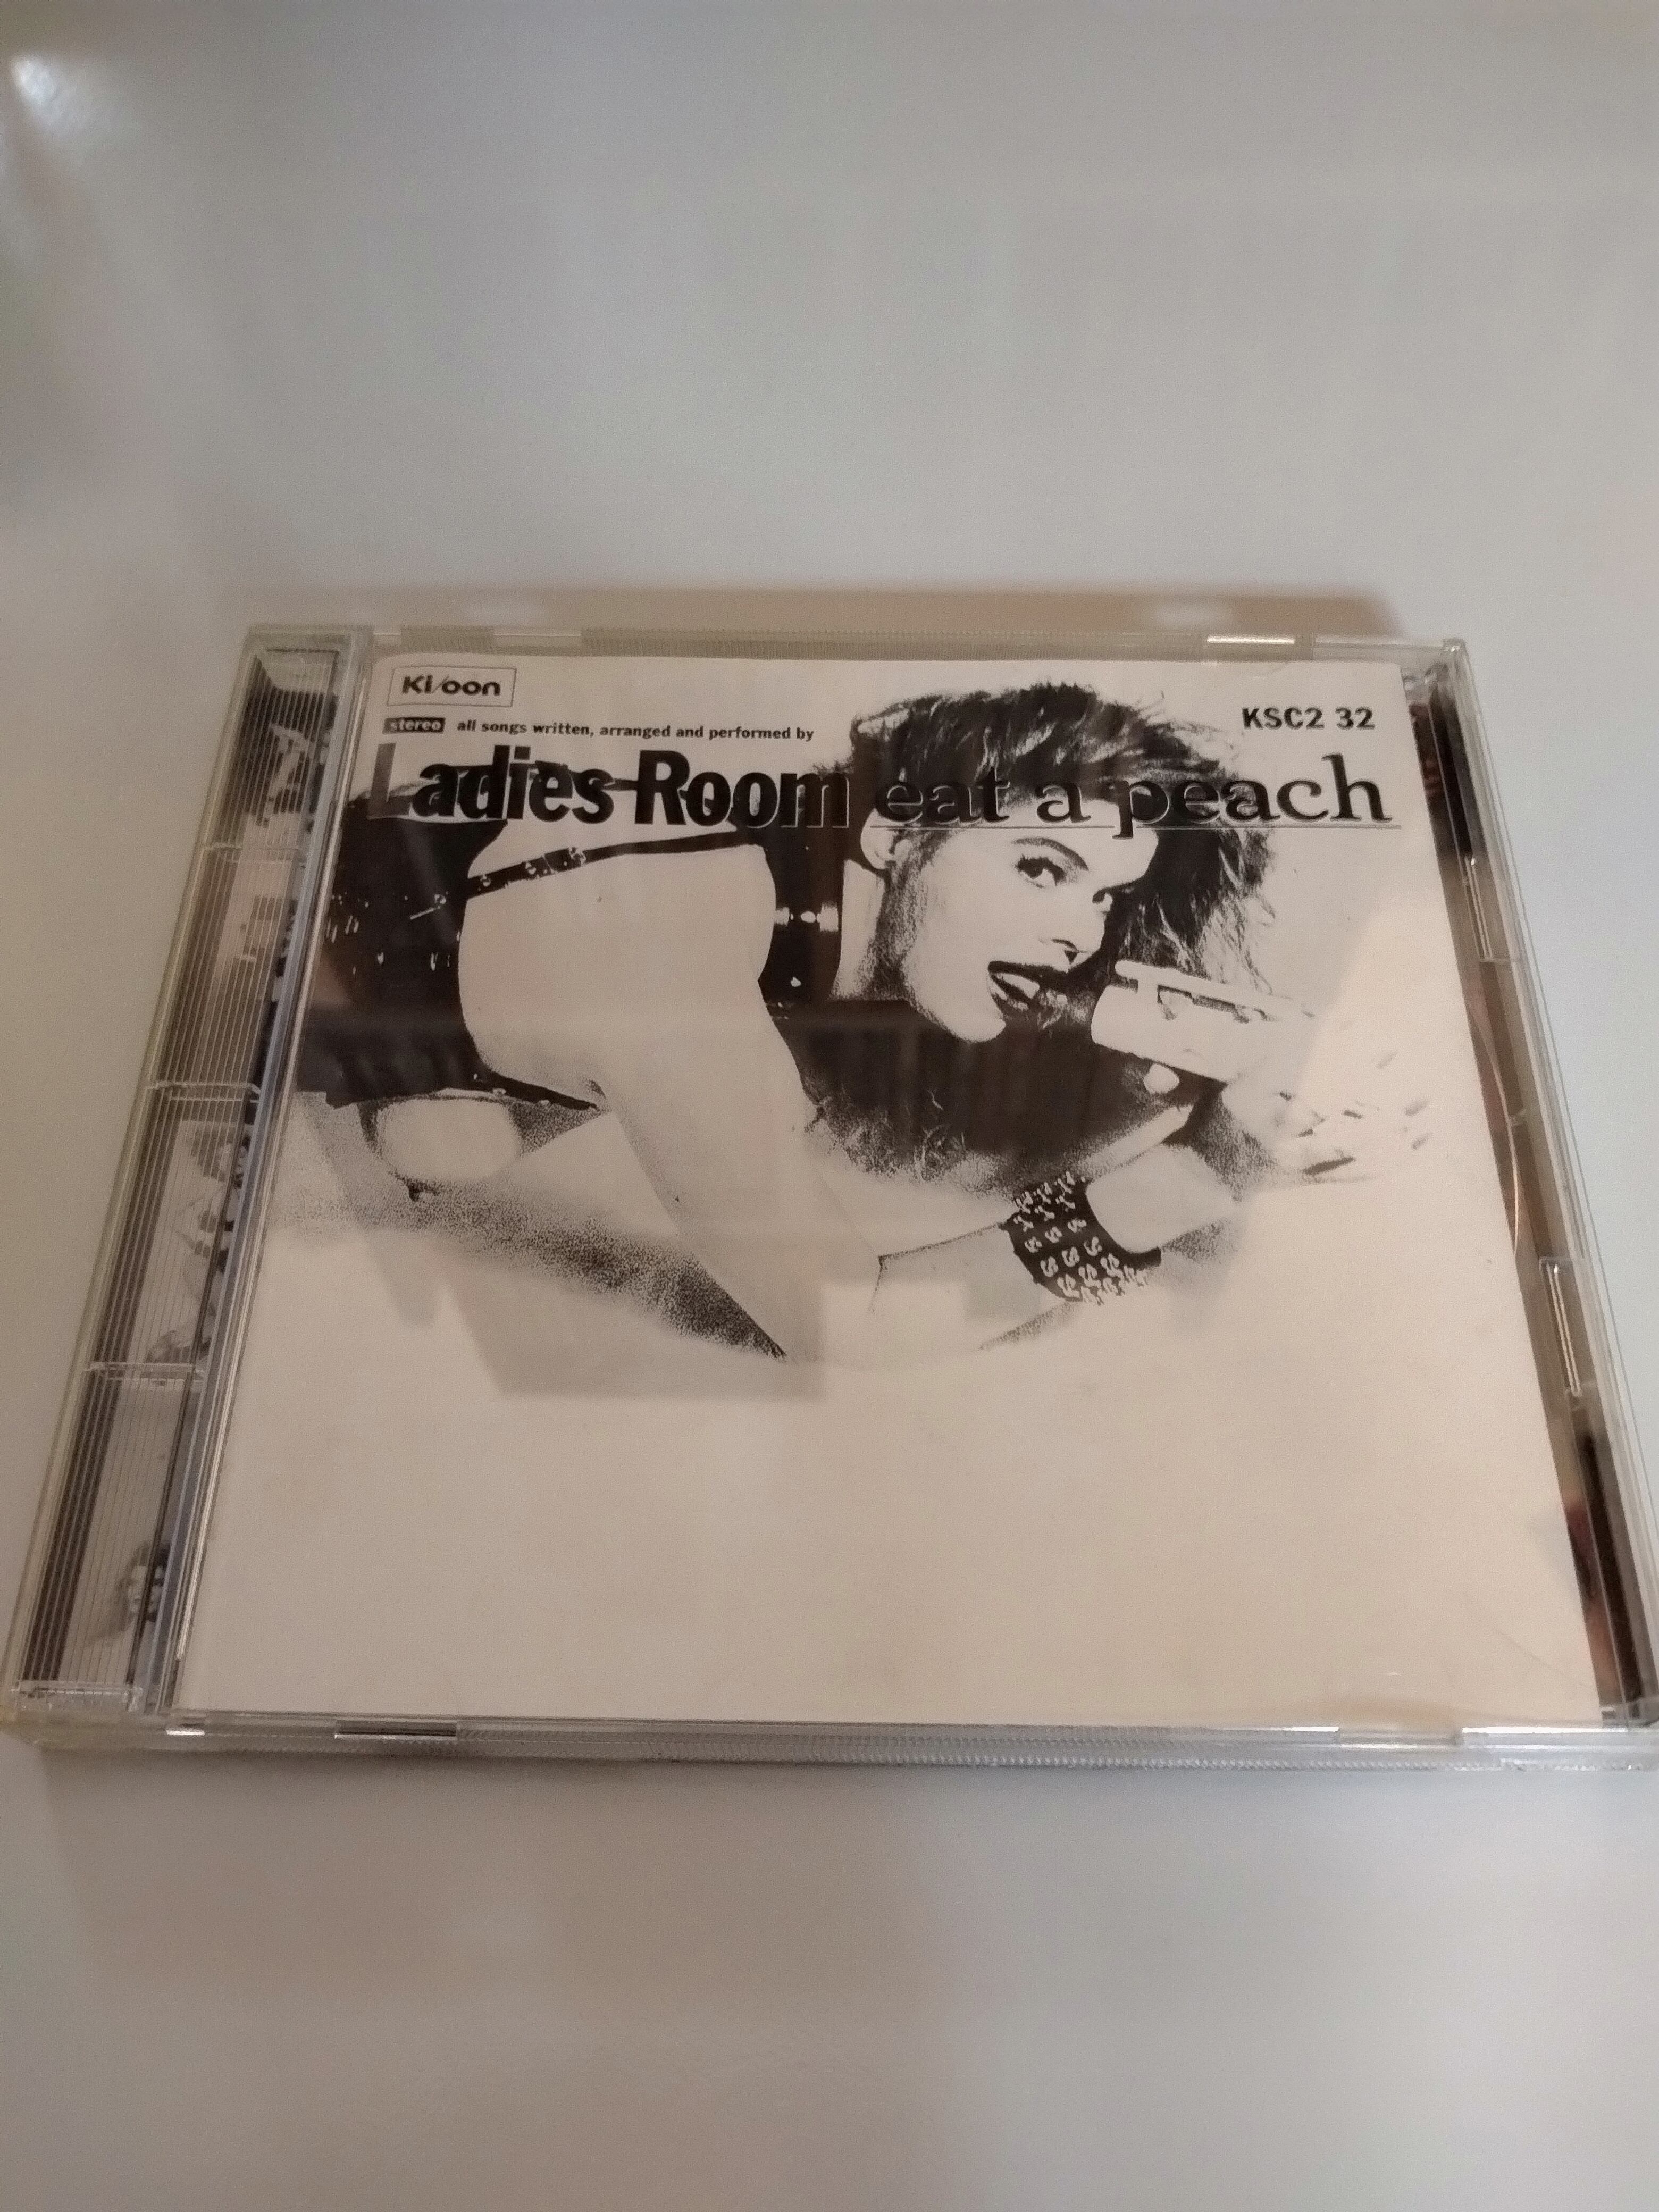 Ki/oon
KSC2 32
stereo all songs written, arranged and performed by
Ladies Room eat a peach